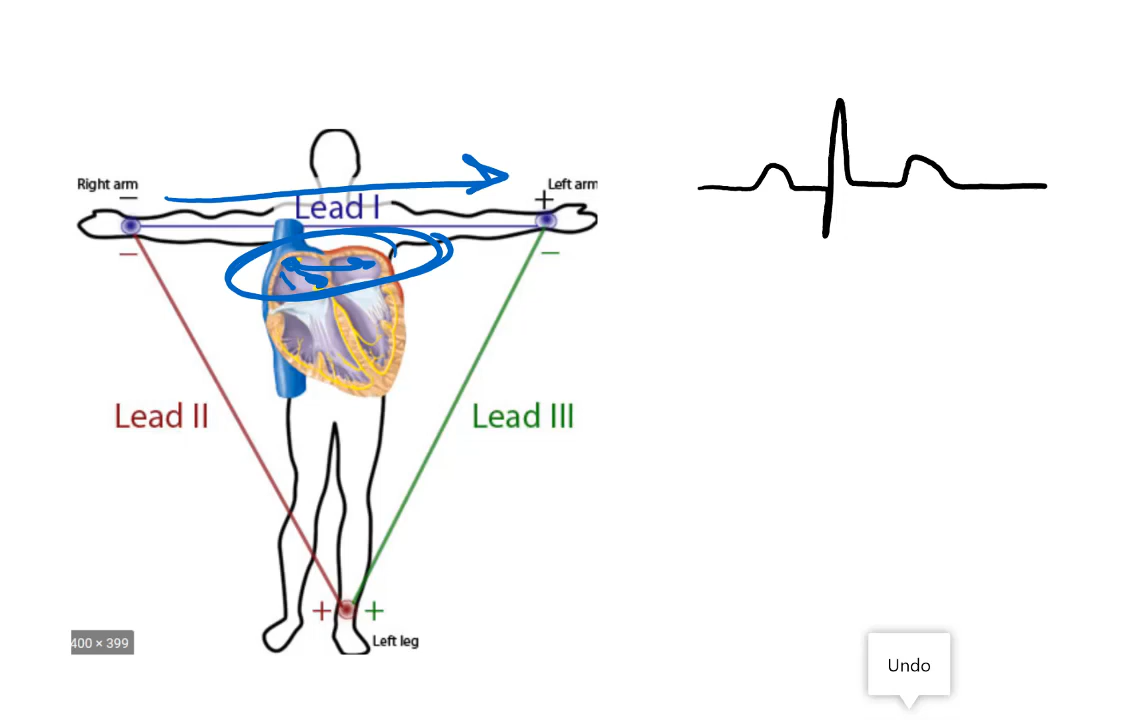 Right arm
Left arm
− +
Lead I
− −
Lead II
Lead III
+ +
Left leg
400 × 399
Undo